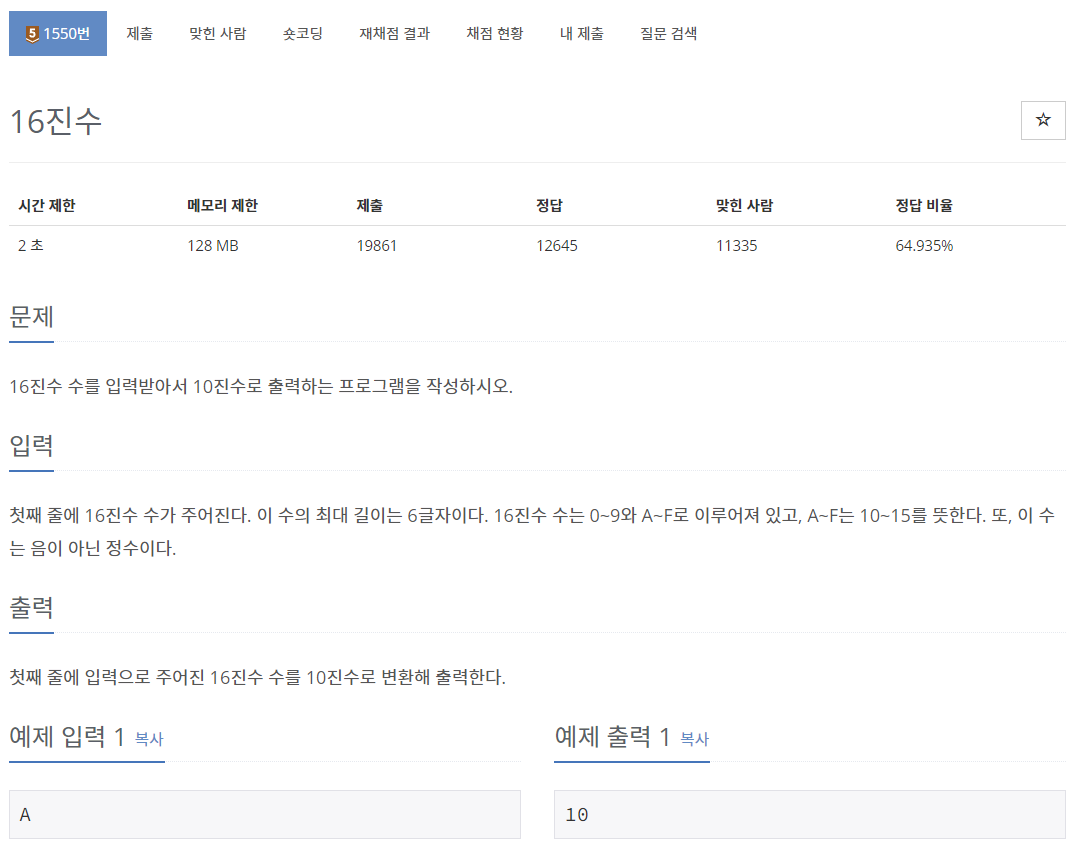 5 1550번 제출 맞힌 사람 숏코딩 재채점 결과 채점 현황 내 제출 질문 검색
16진수
시간 제한 메모리 제한 제출 정답 맞힌 사람 정답 비율
2 초 128 MB 19861 12645 11335 64.935%
문제
16진수 수를 입력받아서 10진수로 출력하는 프로그램을 작성하시오.
입력
첫째 줄에 16진수 수가 주어진다. 이 수의 최대 길이는 6글자이다. 16진수 수는 0~9와 A~F로 이루어져 있고, A~F는 10~15를 뜻한다. 또, 이 수
는 음이 아닌 정수이다.
출력
첫째 줄에 입력으로 주어진 16진수 수를 10진수로 변환해 출력한다.
예제 입력 1 복사 예제 출력 1 복사
A 10